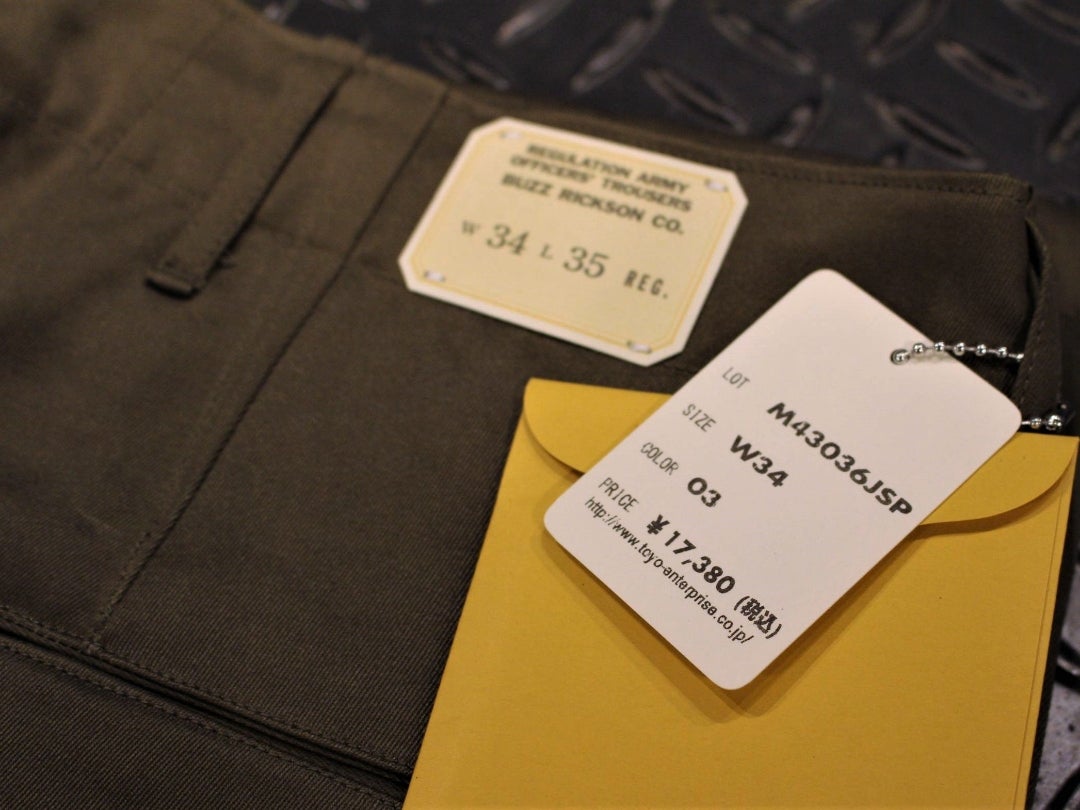 REGULATION ARMY
OFFICERS' TROUSERS
BUZZ RICKSON CO.
W 34 L 35 REG.
LOT M43036JSP
SIZE W34
COLOR 03
PRICE ¥17,380 (税込)
http://www.toyo-enterprise.co.jp/